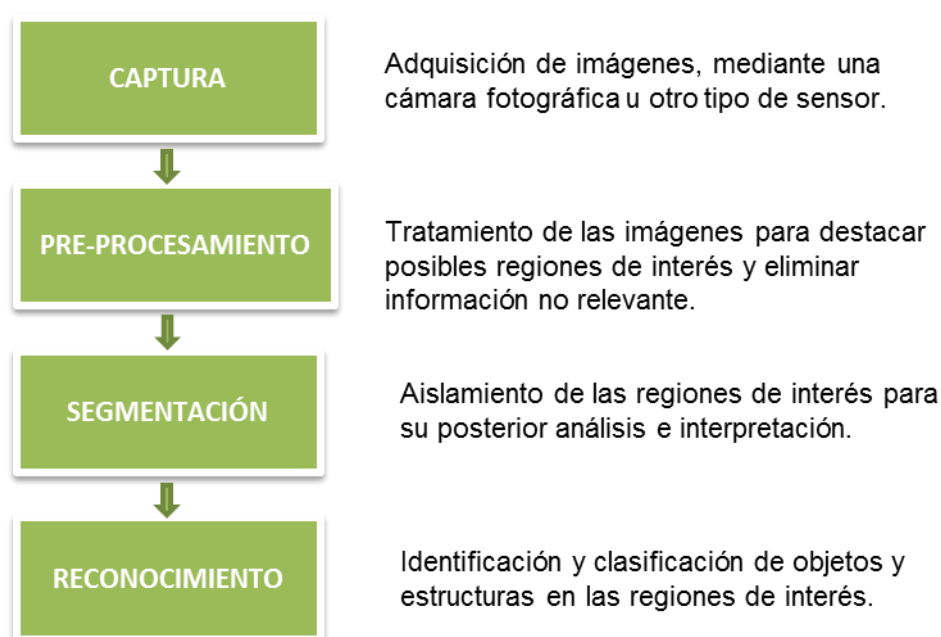 CAPTURA
Adquisición de imágenes, mediante una
cámara fotográfica u otro tipo de sensor.
PRE-PROCESAMIENTO
Tratamiento de las imágenes para destacar
posibles regiones de interés y eliminar
información no relevante.
SEGMENTACIÓN
Aislamiento de las regiones de interés para
su posterior análisis e interpretación.
RECONOCIMIENTO
Identificación y clasificación de objetos y
estructuras en las regiones de interés.